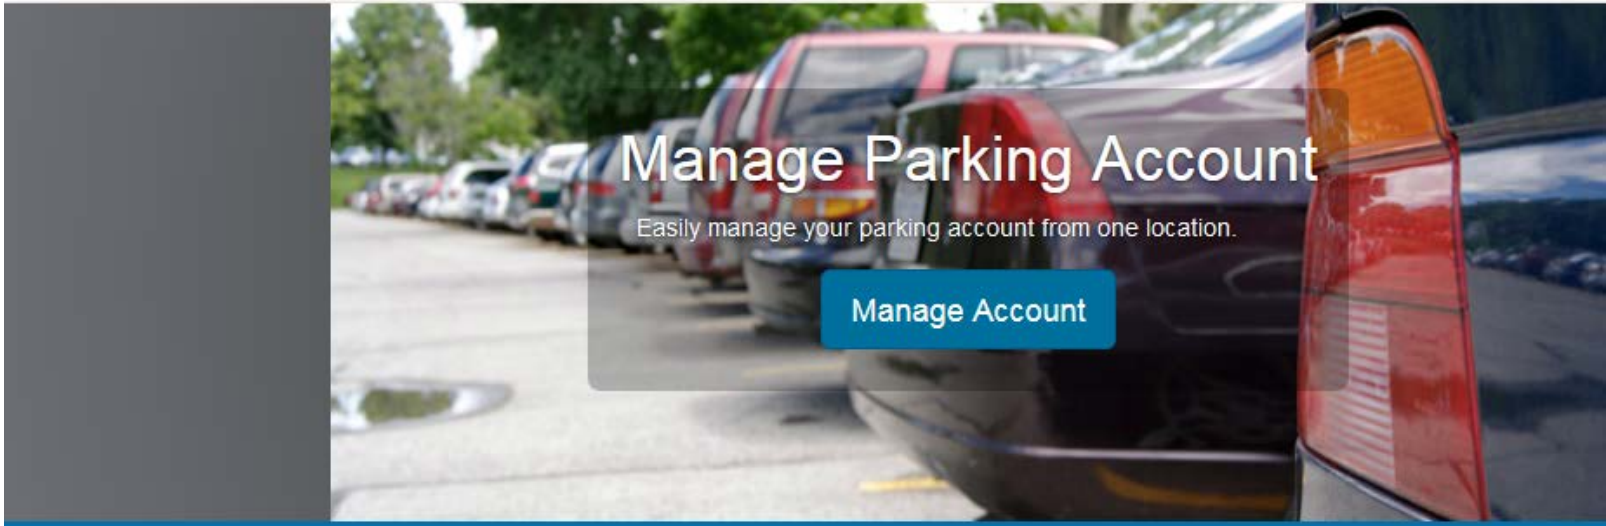 Manage Parking Account
Easily manage your parking account from one location.
Manage Account